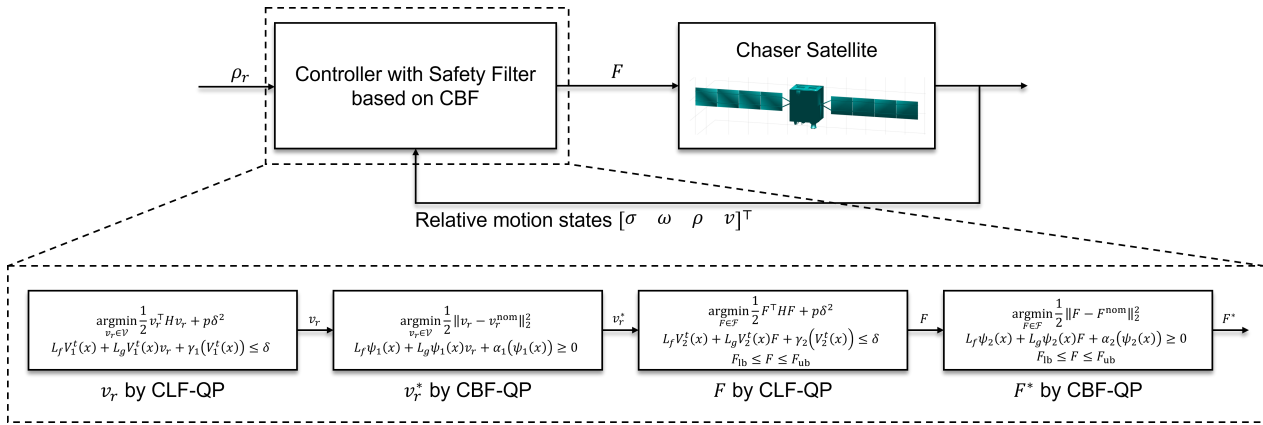 ρ_r
Controller with Safety Filter
based on CBF
F
Chaser Satellite
Relative motion states [σ ω ρ v]^⊤
argmin_{v_r∈𝒱} 1/2 v_r^⊤ H v_r + pδ²
L_f V_1^t(x) + L_g V_1^t(x)v_r + γ_1(V_1^t(x)) ≤ δ
v_r by CLF-QP
v_r
argmin_{v_r∈𝒱} 1/2 ‖v_r − v_r^nom‖_2^2
L_f ψ_1(x) + L_g ψ_1(x)v_r + α_1(ψ_1(x)) ≥ 0
v_r^* by CBF-QP
v_r^*
argmin_{F∈ℱ} 1/2 F^⊤ H F + pδ²
L_f V_2^t(x) + L_g V_2^t(x)F + γ_2(V_2^t(x)) ≤ δ
F_lb ≤ F ≤ F_ub
F by CLF-QP
F
argmin_{F∈ℱ} 1/2 ‖F − F^nom‖_2^2
L_f ψ_2(x) + L_g ψ_2(x)F + α_2(ψ_2(x)) ≥ 0
F_lb ≤ F ≤ F_ub
F^* by CBF-QP
F^*